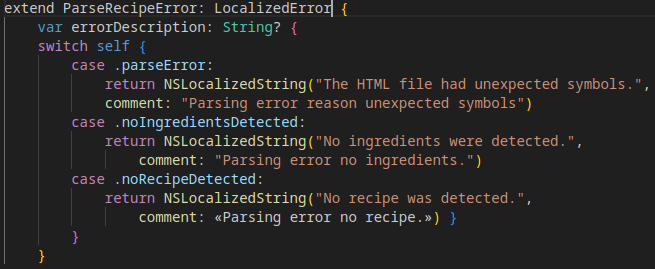 extend ParseRecipeError: LocalizedError {
    var errorDescription: String? {
    switch self {
        case .parseError:
            return NSLocalizedString("The HTML file had unexpected symbols.",
            comment: "Parsing error reason unexpected symbols")
        case .noIngredientsDetected:
            return NSLocalizedString("No ingredients were detected.",
                comment: "Parsing error no ingredients.")
        case .noRecipeDetected:
            return NSLocalizedString("No recipe was detected.",
                comment: «Parsing error no recipe.») }
        }
    }